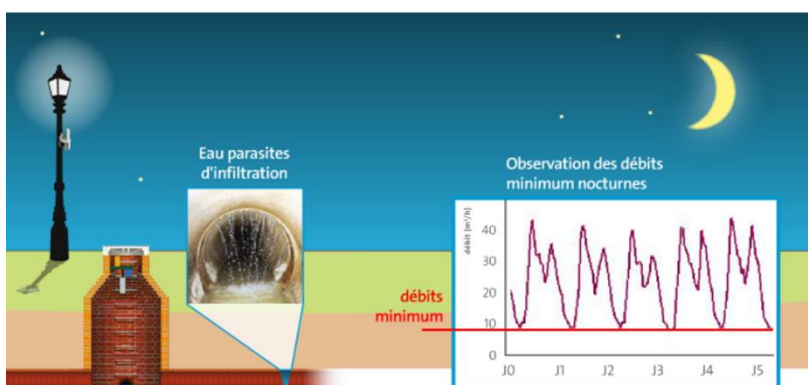 Eau parasites
d'infiltration
Observation des débits
minimum nocturnes
débit (m³/h)
40
30
20
10
0
J0 J1 J2 J3 J4 J5
débits
minimum